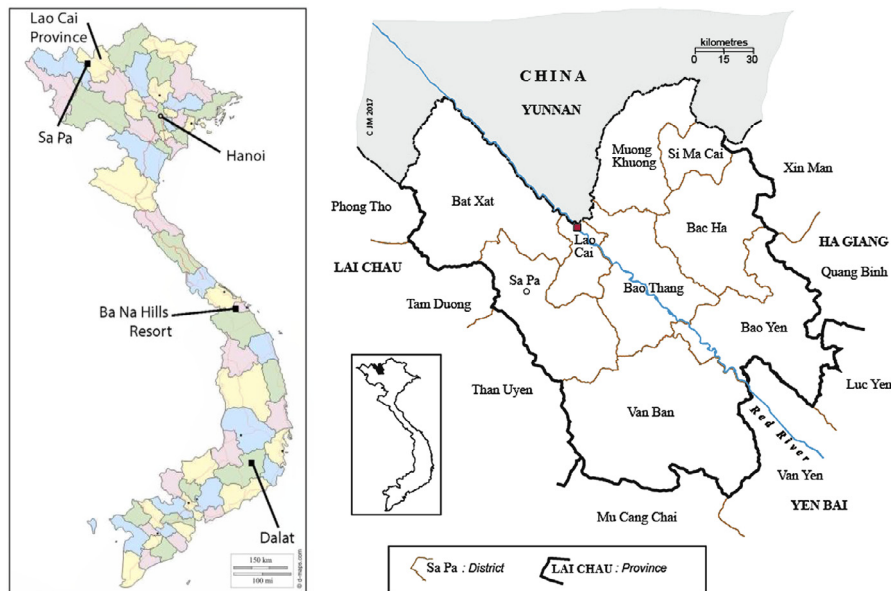 Lao Cai
Province
Sa Pa
Hanoi
Ba Na Hills
Resort
Dalat
150 km
100 mi
© d-maps.com
kilometres
0 15 30
C JM 2017
CHINA
YUNNAN
Muong
Khuong
Si Ma Cai
Xin Man
Phong Tho
Bat Xat
Bac Ha
HA GIANG
Lao
Cai
LAI CHAU
Quang Binh
Sa Pa
Tam Duong
Bao Thang
Bao Yen
Than Uyen
Luc Yen
Van Ban
Red River
Van Yen
YEN BAI
Mu Cang Chai
Sa Pa : District
LAI CHAU : Province